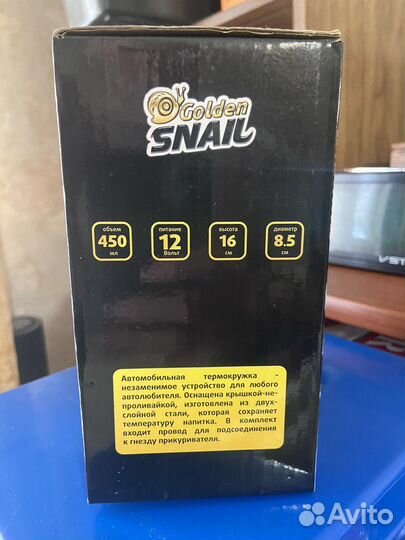 Golden
SNAIL
объем
450
мл
питание
12
Вольт
высота
16
см
диаметр
8.5
см
Автомобильная термокружка -
незаменимое устройство для любого
автолюбителя. Оснащена крышкой-не-
проливайкой, изготовлена из двух-
слойной стали, которая сохраняет
температуру напитка. В комплект
входит провод для подсоединения
к гнезду прикуривателя.
VST
Avito